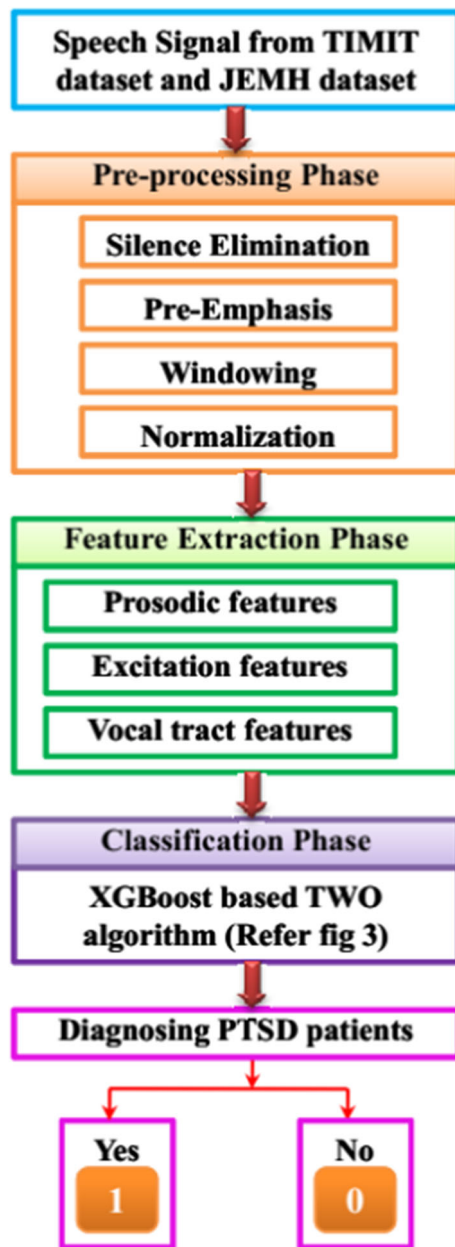 Speech Signal from TIMIT
dataset and JEMH dataset
Pre-processing Phase
Silence Elimination
Pre-Emphasis
Windowing
Normalization
Feature Extraction Phase
Prosodic features
Excitation features
Vocal tract features
Classification Phase
XGBoost based TWO
algorithm (Refer fig 3)
Diagnosing PTSD patients
Yes
1
No
0